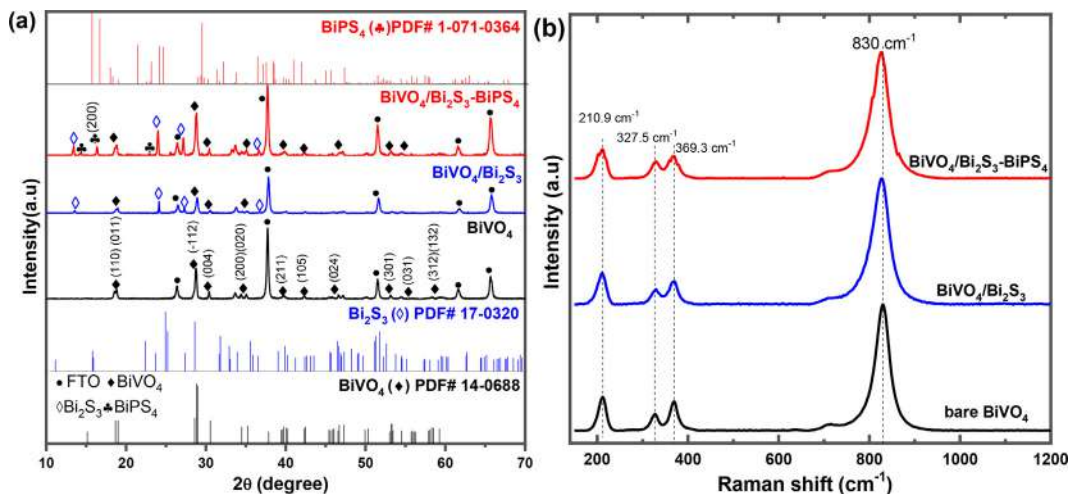 (a)
BiPS₄ (♣)PDF# 1-071-0364
BiVO₄/Bi₂S₃-BiPS₄
(200)
BiVO₄/Bi₂S₃
BiVO₄
(110) (011)
(-112)
(004)
(200)(020)
(211)
(105)
(024)
(301)
(031)
(312)(132)
Bi₂S₃ (◊) PDF# 17-0320
BiVO₄ (♦) PDF# 14-0688
● FTO ♦ BiVO₄
◊Bi₂S₃♣BiPS₄
Intensity(a.u)
10 20 30 40 50 60 70
2θ (degree)
(b)
830 cm⁻¹
210.9 cm⁻¹
327.5 cm⁻¹
369.3 cm⁻¹
BiVO₄/Bi₂S₃-BiPS₄
BiVO₄/Bi₂S₃
bare BiVO₄
Intensity (a.u)
200 400 600 800 1000 1200
Raman shift (cm⁻¹)